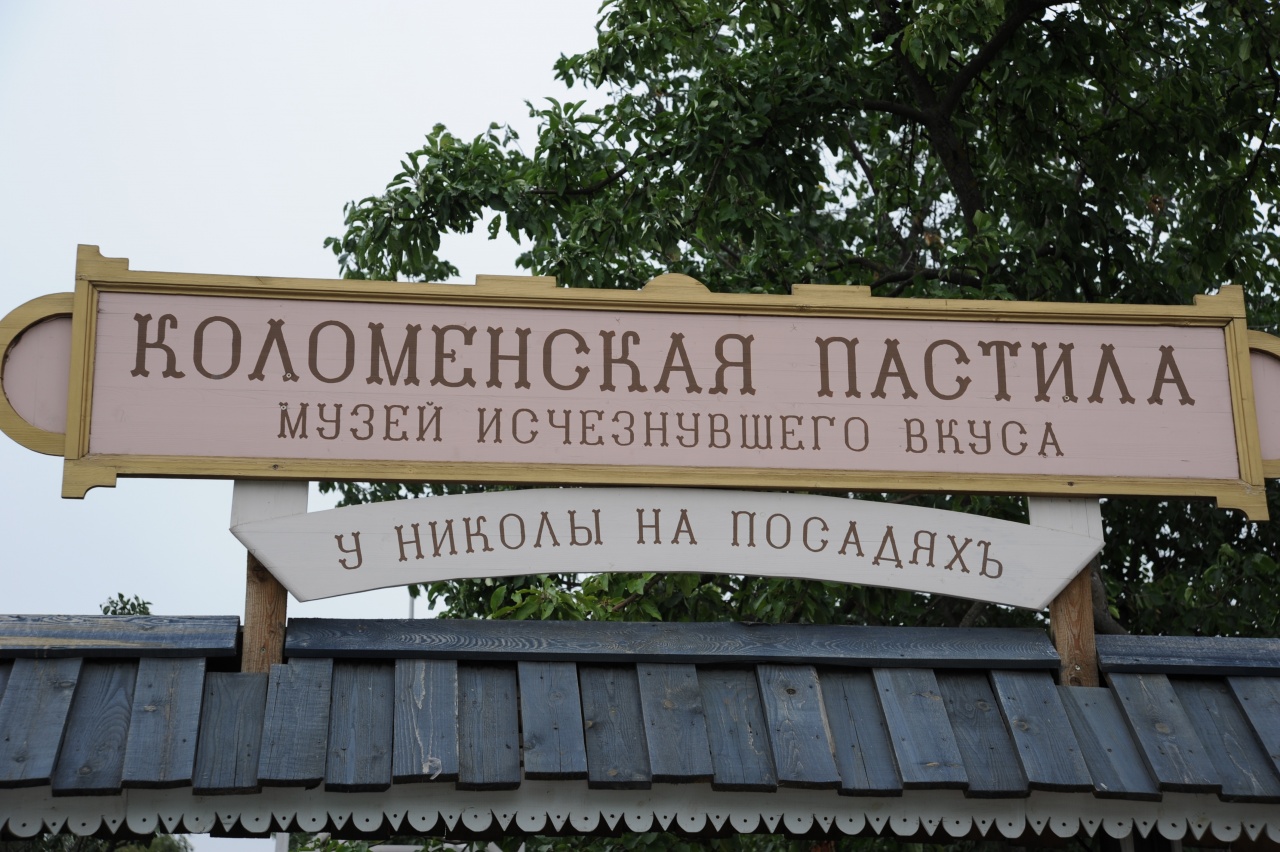 КОЛОМЕНСКАЯ ПАСТИЛА
МУЗЕЙ ИСЧЕЗНУВШЕГО ВКУСА
У НИКОЛЫ НА ПОСАДЯХЪ